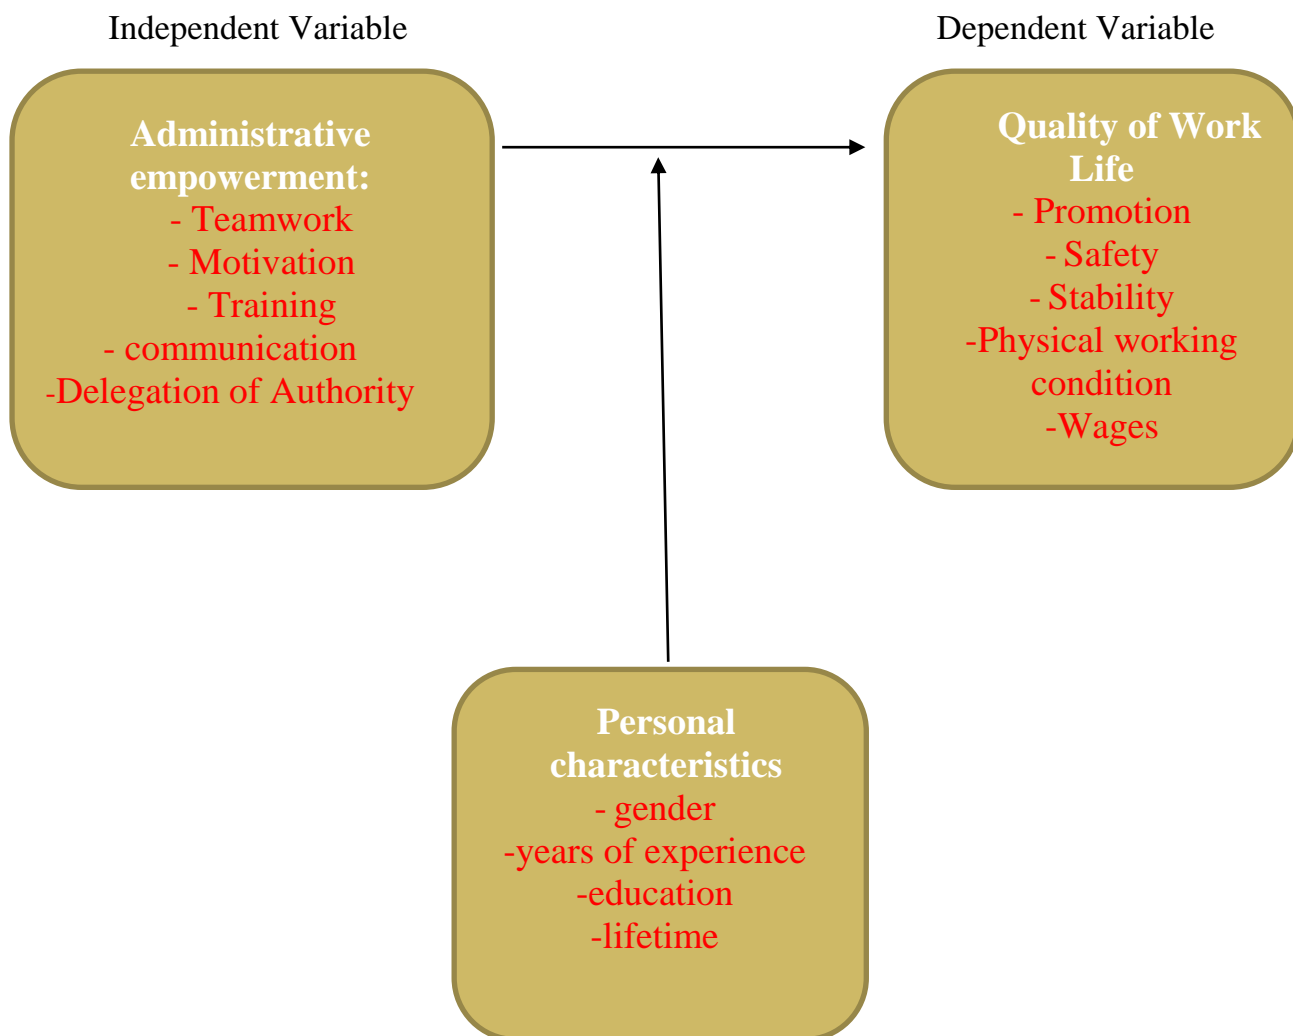 Independent Variable
Dependent Variable
Administrative
empowerment:
- Teamwork
- Motivation
- Training
- communication
-Delegation of Authority
Quality of Work
Life
- Promotion
- Safety
- Stability
-Physical working
condition
-Wages
Personal
characteristics
- gender
-years of experience
-education
-lifetime